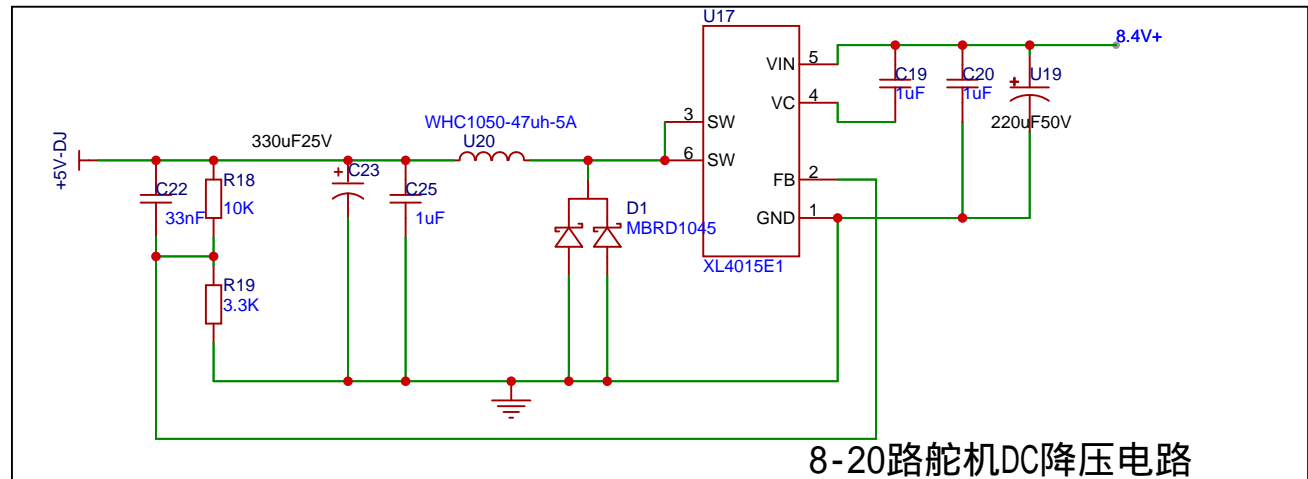 U17
8.4V+
VIN
5
C19
1uF
C20
1uF
U19
VC
4
220uF50V
WHC1050-47uh-5A
U20
3
SW
6
SW
330uF25V
+5V-DJ
+
C23
C22
33nF
R18
10K
C25
1uF
FB
2
GND
1
D1
MBRD1045
XL4015E1
+
R19
3.3K
8-20路舵机DC降压电路